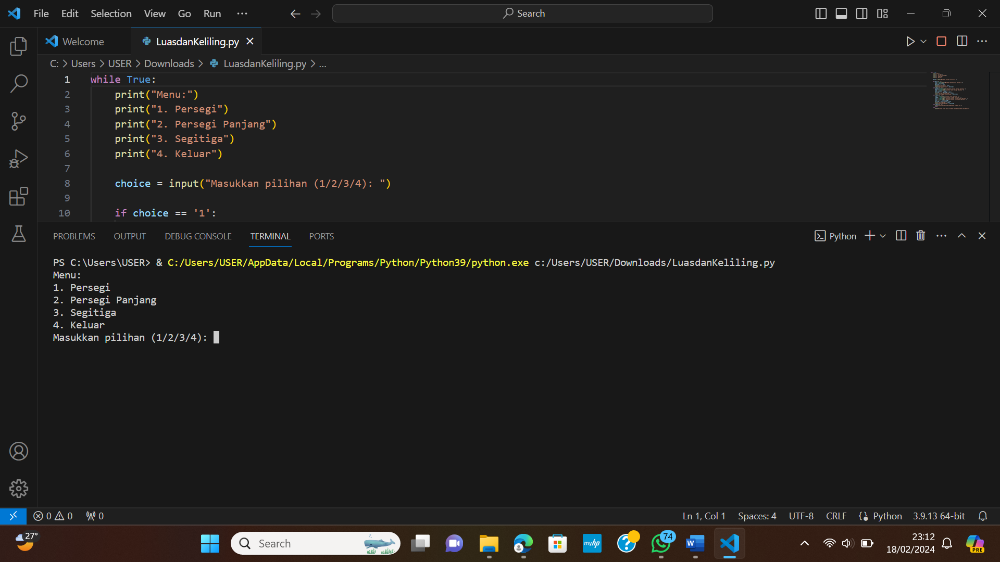 File Edit Selection View Go Run ...
Search
Welcome
LuasdanKeliling.py
C: > Users > USER > Downloads > LuasdanKeliling.py > ...
1 while True:
2 print("Menu:")
3 print("1. Persegi")
4 print("2. Persegi Panjang")
5 print("3. Segitiga")
6 print("4. Keluar")
7
8 choice = input("Masukkan pilihan (1/2/3/4): ")
9
10 if choice == '1':
PROBLEMS OUTPUT DEBUG CONSOLE TERMINAL PORTS
Python
PS C:\Users\USER> & C:/Users/USER/AppData/Local/Programs/Python/Python39/python.exe c:/Users/USER/Downloads/LuasdanKeliling.py
Menu:
1. Persegi
2. Persegi Panjang
3. Segitiga
4. Keluar
Masukkan pilihan (1/2/3/4):
0 0 0
Ln 1, Col 1 Spaces: 4 UTF-8 CRLF Python 3.9.13 64-bit
27°
Search
myhp
74
W
23:12
18/02/2024
PRE